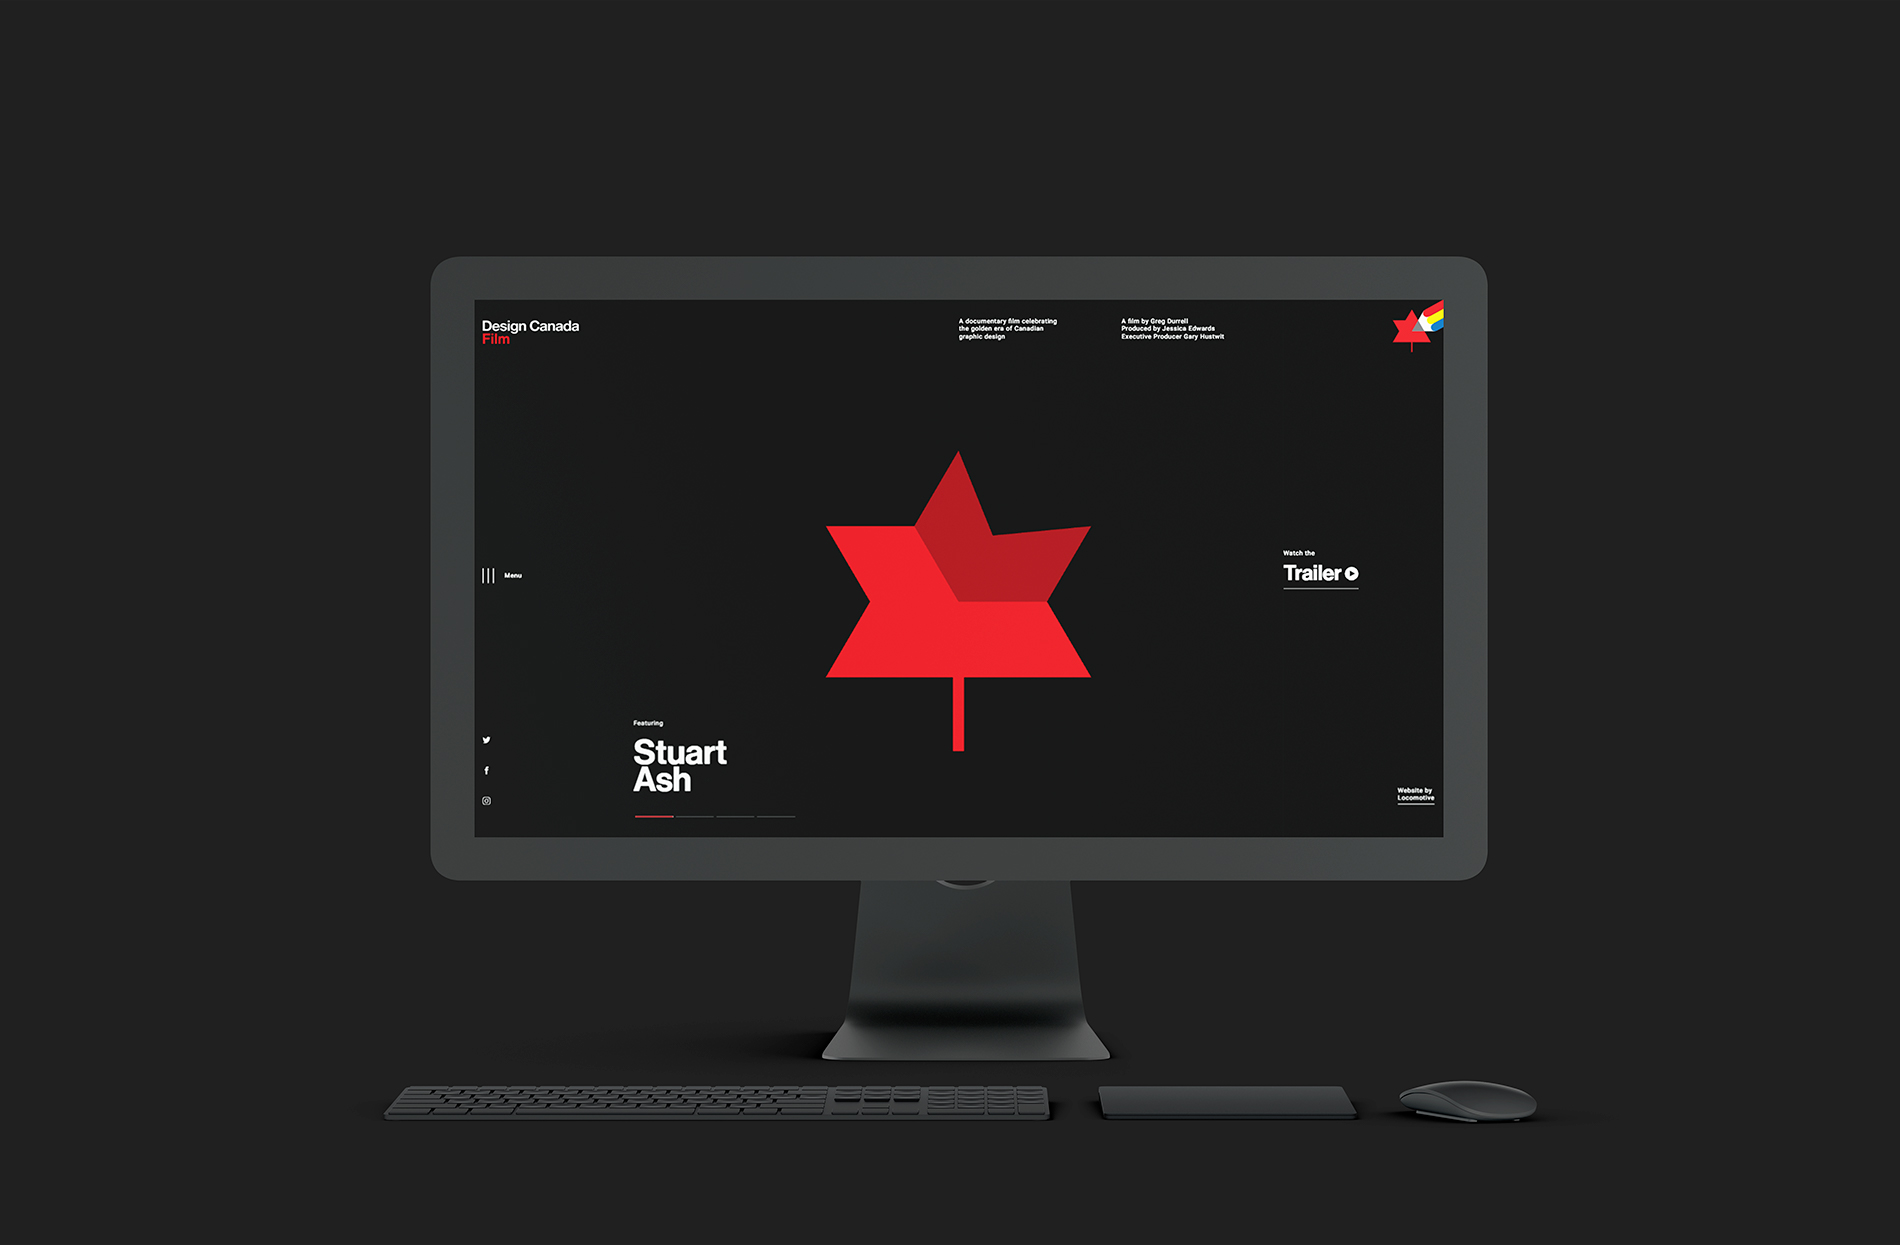 Design Canada
Film
A documentary film celebrating
the golden era of Canadian
graphic design
A film by Greg Durrell
Produced by Jessica Edwards
Executive Producer Gary Hustwit
Menu
Watch the
Trailer
Featuring
Stuart
Ash
Website by
Locomotive